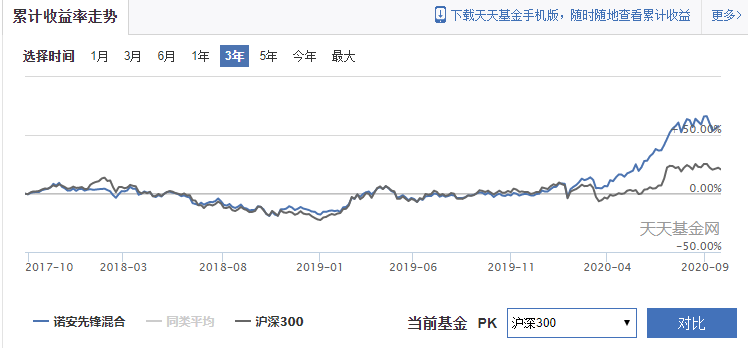 累计收益率走势 下载天天基金手机版，随时随地查看累计收益 更多>
选择时间 1月 3月 6月 1年 3年 5年 今年 最大
50.00%
0.00%
天天基金网
-50.00%
2017-10 2018-03 2018-08 2019-01 2019-06 2019-11 2020-04 2020-09
诺安先锋混合 同类平均 沪深300 当前基金 PK 沪深300 对比